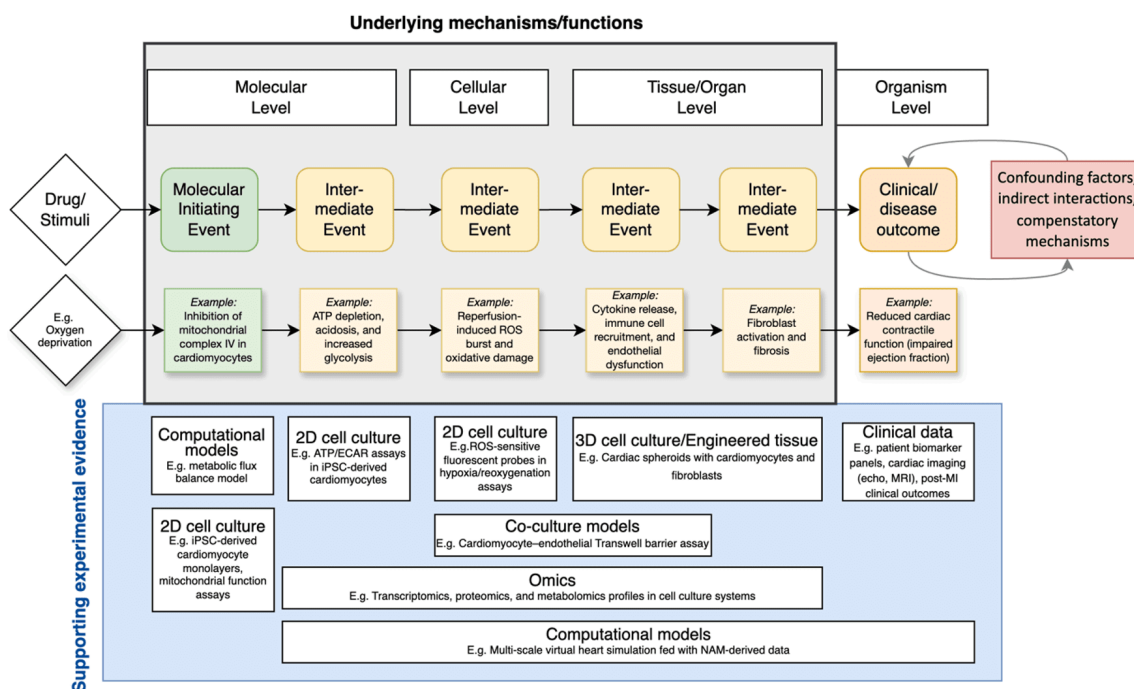 Underlying mechanisms/functions
Molecular
Level
Cellular
Level
Tissue/Organ
Level
Organism
Level
Drug/
Stimuli
Molecular
Initiating
Event
Inter-
mediate
Event
Inter-
mediate
Event
Inter-
mediate
Event
Inter-
mediate
Event
Clinical/
disease
outcome
Confounding factors,
indirect interactions,
compenstatory
mechanisms
E.g.
Oxygen
deprivation
Example:
Inhibition of
mitochondrial
complex IV in
cardiomyocytes
Example:
ATP depletion,
acidosis, and
increased
glycolysis
Example:
Reperfusion-
induced ROS
burst and
oxidative damage
Example:
Cytokine release,
immune cell
recruitment, and
endothelial
dysfunction
Example:
Fibroblast
activation and
fibrosis
Example:
Reduced cardiac
contractile
function (impaired
ejection fraction)
Supporting experimental evidence
Computational
models
E.g. metabolic flux
balance model
2D cell culture
E.g. ATP/ECAR assays
in iPSC-derived
cardiomyocytes
2D cell culture
E.g.ROS-sensitive
fluorescent probes in
hypoxia/reoxygenation
assays
3D cell culture/Engineered tissue
E.g. Cardiac spheroids with cardiomyocytes and
fibroblasts
Clinical data
E.g. patient biomarker
panels, cardiac imaging
(echo, MRI), post-MI
clinical outcomes
2D cell culture
E.g. iPSC-derived
cardiomyocyte
monolayers,
mitochondrial function
assays
Co-culture models
E.g. Cardiomyocyte–endothelial Transwell barrier assay
Omics
E.g. Transcriptomics, proteomics, and metabolomics profiles in cell culture systems
Computational models
E.g. Multi-scale virtual heart simulation fed with NAM-derived data